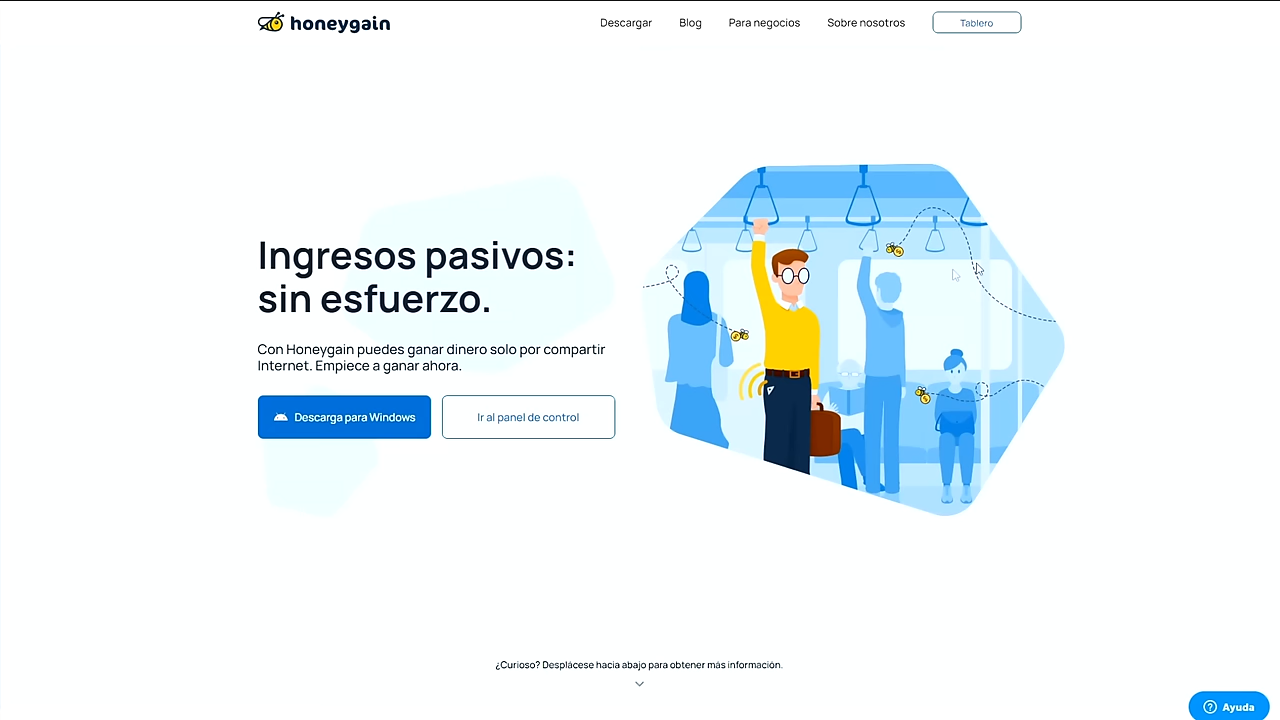 honeygain
Descargar
Blog
Para negocios
Sobre nosotros
Tablero
Ingresos pasivos:
sin esfuerzo.
Con Honeygain puedes ganar dinero solo por compartir
Internet. Empiece a ganar ahora.
Descarga para Windows
Ir al panel de control
¿Curioso? Desplácese hacia abajo para obtener más información.
Ayuda